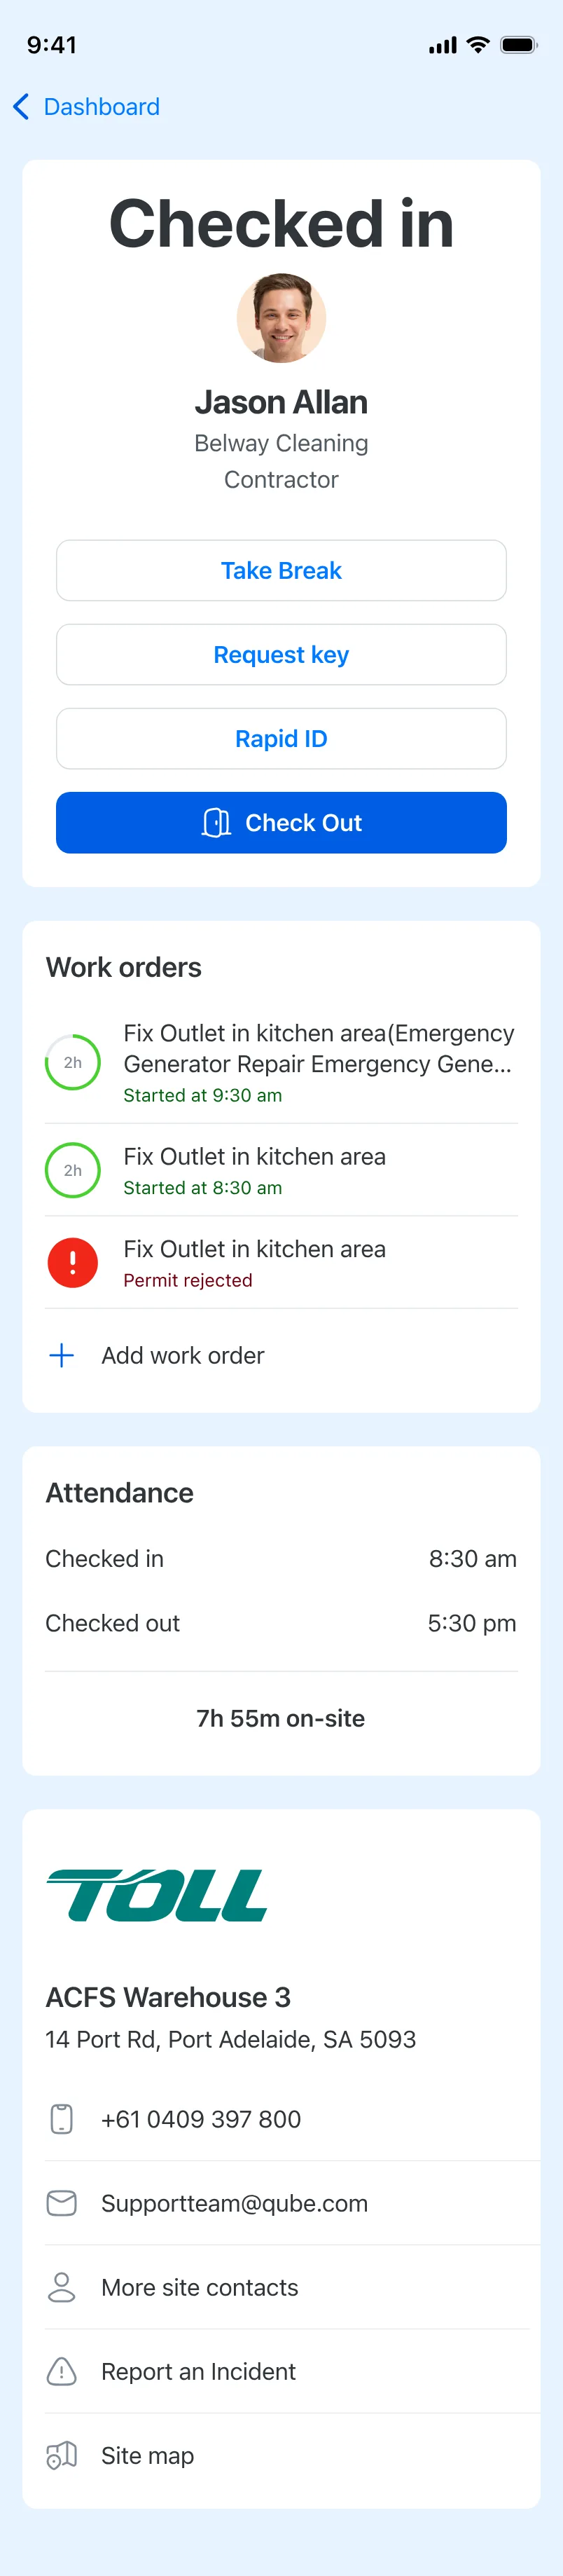 9:41
Dashboard
Checked in
Jason Allan
Belway Cleaning
Contractor
Take Break
Request key
Rapid ID
Check Out
Work orders
2h
Fix Outlet in kitchen area(Emergency
Generator Repair Emergency Gene...
Started at 9:30 am
2h
Fix Outlet in kitchen area
Started at 8:30 am
Fix Outlet in kitchen area
Permit rejected
Add work order
Attendance
Checked in 8:30 am
Checked out 5:30 pm
7h 55m on-site
TOLL
ACFS Warehouse 3
14 Port Rd, Port Adelaide, SA 5093
+61 0409 397 800
Supportteam@qube.com
More site contacts
Report an Incident
Site map